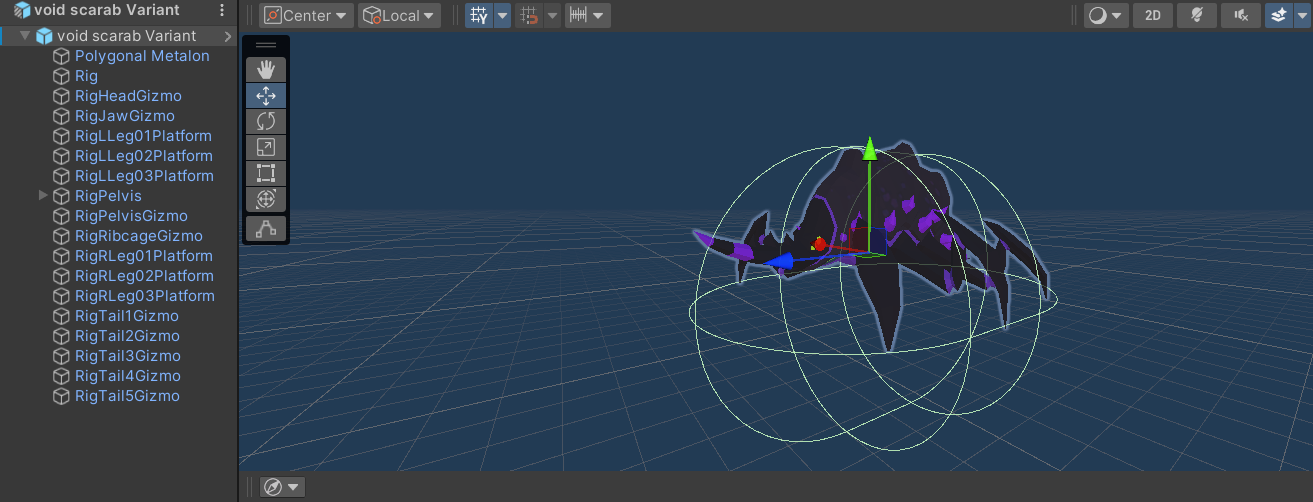 void scarab Variant
Center
Local
2D
void scarab Variant
Polygonal Metalon
Rig
RigHeadGizmo
RigJawGizmo
RigLLeg01Platform
RigLLeg02Platform
RigLLeg03Platform
RigPelvis
RigPelvisGizmo
RigRibcageGizmo
RigRLeg01Platform
RigRLeg02Platform
RigRLeg03Platform
RigTail1Gizmo
RigTail2Gizmo
RigTail3Gizmo
RigTail4Gizmo
RigTail5Gizmo